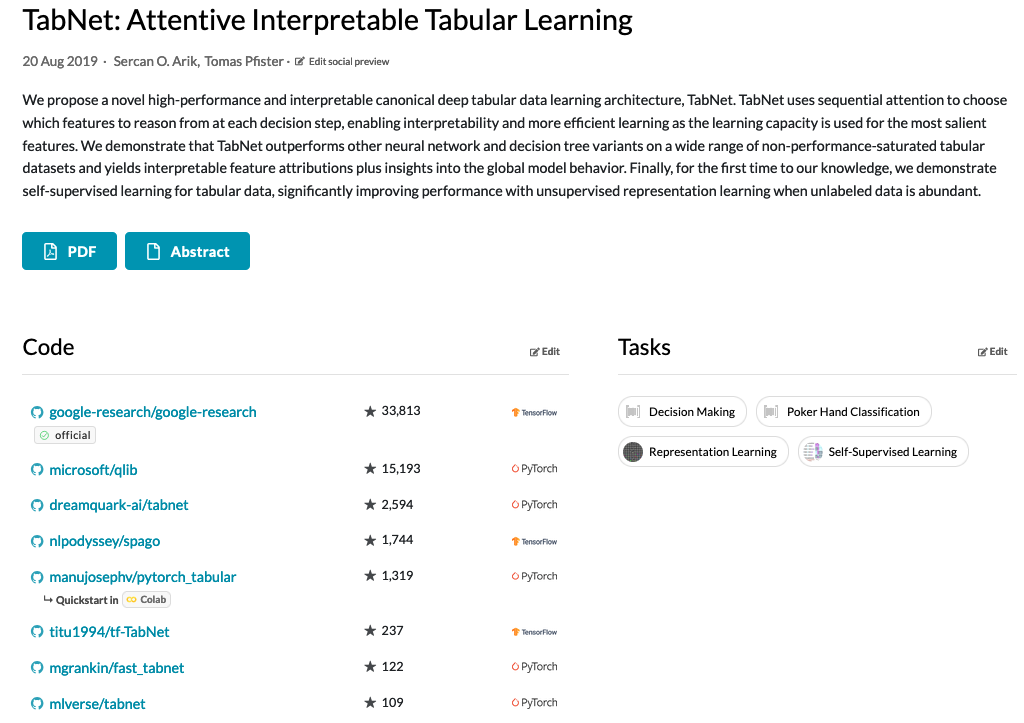 TabNet: Attentive Interpretable Tabular Learning
20 Aug 2019 · Sercan O. Arik, Tomas Pfister · Edit social preview
We propose a novel high-performance and interpretable canonical deep tabular data learning architecture, TabNet. TabNet uses sequential attention to choose
which features to reason from at each decision step, enabling interpretability and more efficient learning as the learning capacity is used for the most salient
features. We demonstrate that TabNet outperforms other neural network and decision tree variants on a wide range of non-performance-saturated tabular
datasets and yields interpretable feature attributions plus insights into the global model behavior. Finally, for the first time to our knowledge, we demonstrate
self-supervised learning for tabular data, significantly improving performance with unsupervised representation learning when unlabeled data is abundant.
PDF Abstract
Code Edit
google-research/google-research 33,813 TensorFlow
official
microsoft/qlib 15,193 PyTorch
dreamquark-ai/tabnet 2,594 PyTorch
nlpodyssey/spago 1,744 TensorFlow
manujosephv/pytorch_tabular 1,319 PyTorch
↳ Quickstart in Colab
titu1994/tf-TabNet 237 TensorFlow
mgrankin/fast_tabnet 122 PyTorch
mlverse/tabnet 109 PyTorch
Tasks Edit
Decision Making Poker Hand Classification
Representation Learning Self-Supervised Learning